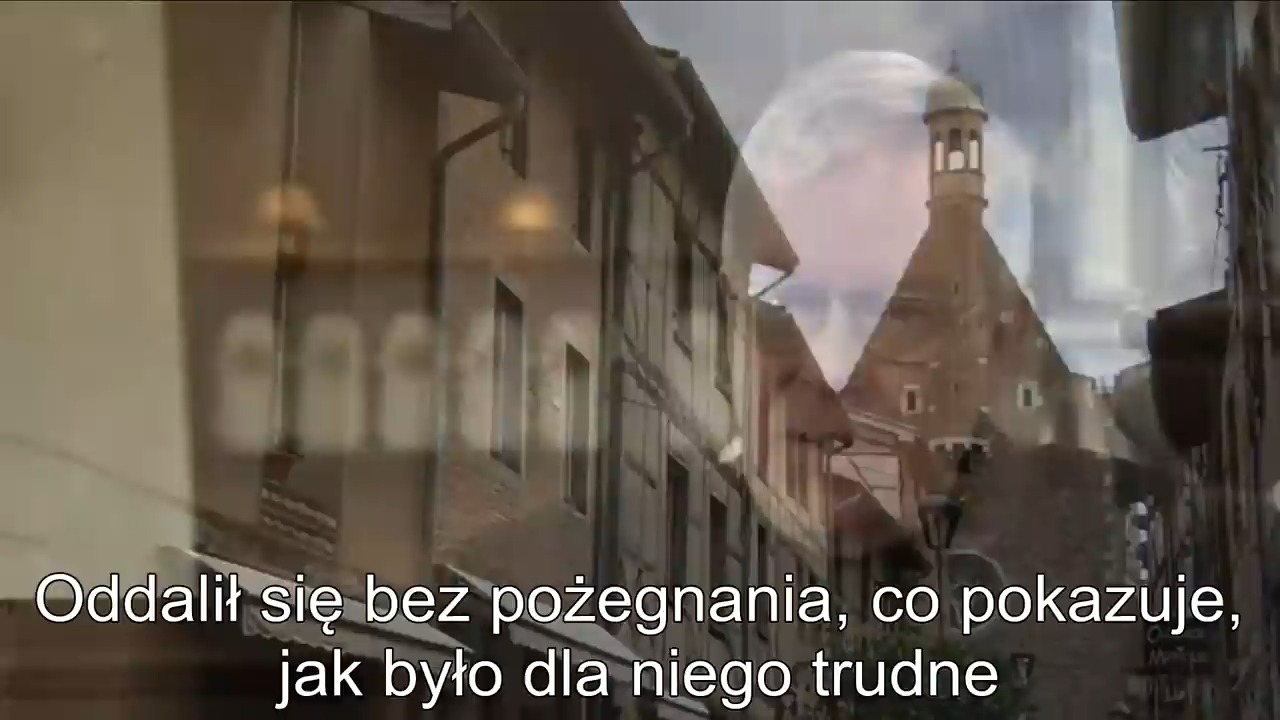 Oddalił się bez pożegnania, co pokazuje,
jak było dla niego trudne